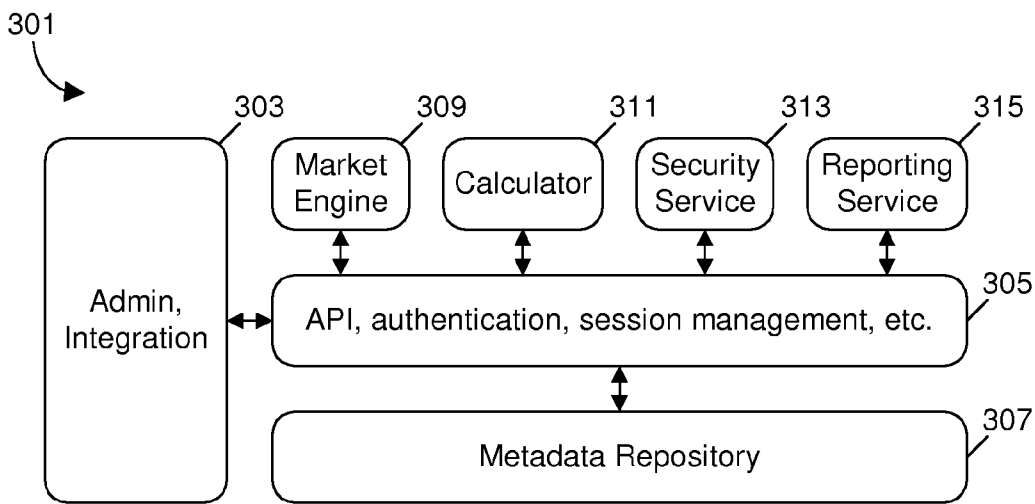 301
303
309
311
313
315
Market
Engine
Calculator
Security
Service
Reporting
Service
Admin,
Integration
API, authentication, session management, etc.
305
Metadata Repository
307